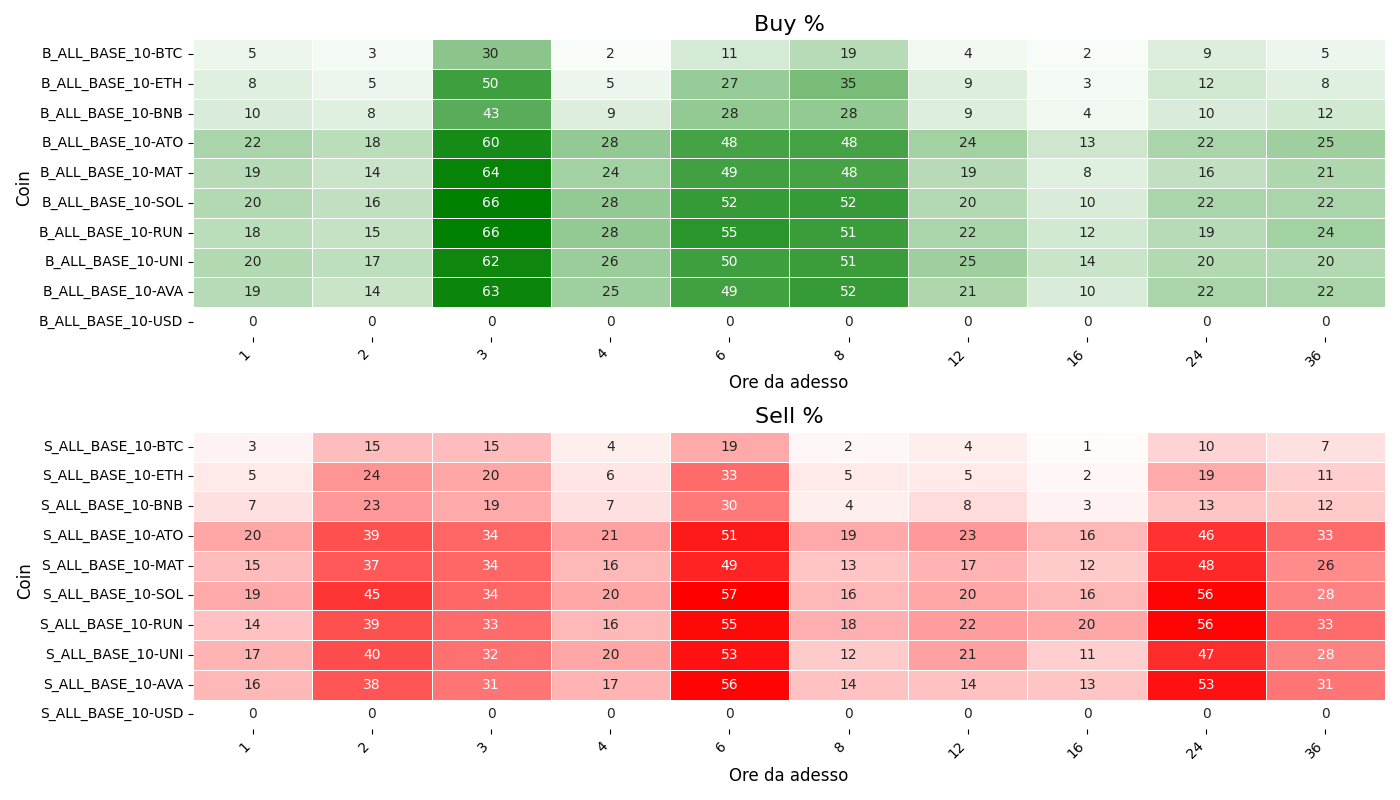 Buy %
B_ALL_BASE_10-BTC 5 3 30 2 11 19 4 2 9 5
B_ALL_BASE_10-ETH 8 5 50 5 27 35 9 3 12 8
B_ALL_BASE_10-BNB 10 8 43 9 28 28 9 4 10 12
B_ALL_BASE_10-ATO 22 18 60 28 48 48 24 13 22 25
B_ALL_BASE_10-MAT 19 14 64 24 49 48 19 8 16 21
B_ALL_BASE_10-SOL 20 16 66 28 52 52 20 10 22 22
B_ALL_BASE_10-RUN 18 15 66 28 55 51 22 12 19 24
B_ALL_BASE_10-UNI 20 17 62 26 50 51 25 14 20 20
B_ALL_BASE_10-AVA 19 14 63 25 49 52 21 10 22 22
B_ALL_BASE_10-USD 0 0 0 0 0 0 0 0 0 0
Coin
1 2 3 4 6 8 12 16 24 36
Ore da adesso
Sell %
S_ALL_BASE_10-BTC 3 15 15 4 19 2 4 1 10 7
S_ALL_BASE_10-ETH 5 24 20 6 33 5 5 2 19 11
S_ALL_BASE_10-BNB 7 23 19 7 30 4 8 3 13 12
S_ALL_BASE_10-ATO 20 39 34 21 51 19 23 16 46 33
S_ALL_BASE_10-MAT 15 37 34 16 49 13 17 12 48 26
S_ALL_BASE_10-SOL 19 45 34 20 57 16 20 16 56 28
S_ALL_BASE_10-RUN 14 39 33 16 55 18 22 20 56 33
S_ALL_BASE_10-UNI 17 40 32 20 53 12 21 11 47 28
S_ALL_BASE_10-AVA 16 38 31 17 56 14 14 13 53 31
S_ALL_BASE_10-USD 0 0 0 0 0 0 0 0 0 0
Coin
1 2 3 4 6 8 12 16 24 36
Ore da adesso